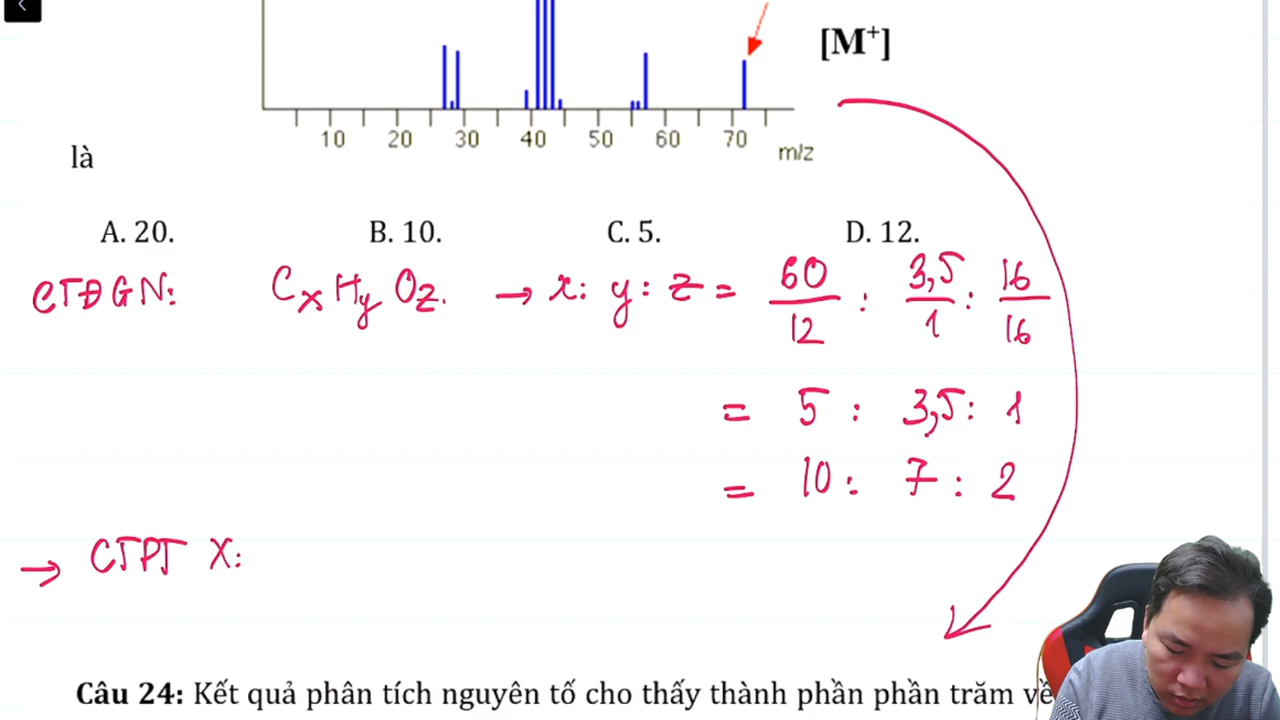 [M⁺]
10 20 30 40 50 60 70
m/z
là
A. 20. B. 10. C. 5. D. 12.
CTĐGN: CxHyOz. → x: y: z = 60/12 : 3,5/1 : 16/16
= 5 : 3,5 : 1
= 10 : 7 : 2
→ CTPT X:
Câu 24: Kết quả phân tích nguyên tố cho thấy thành phần phần trăm về